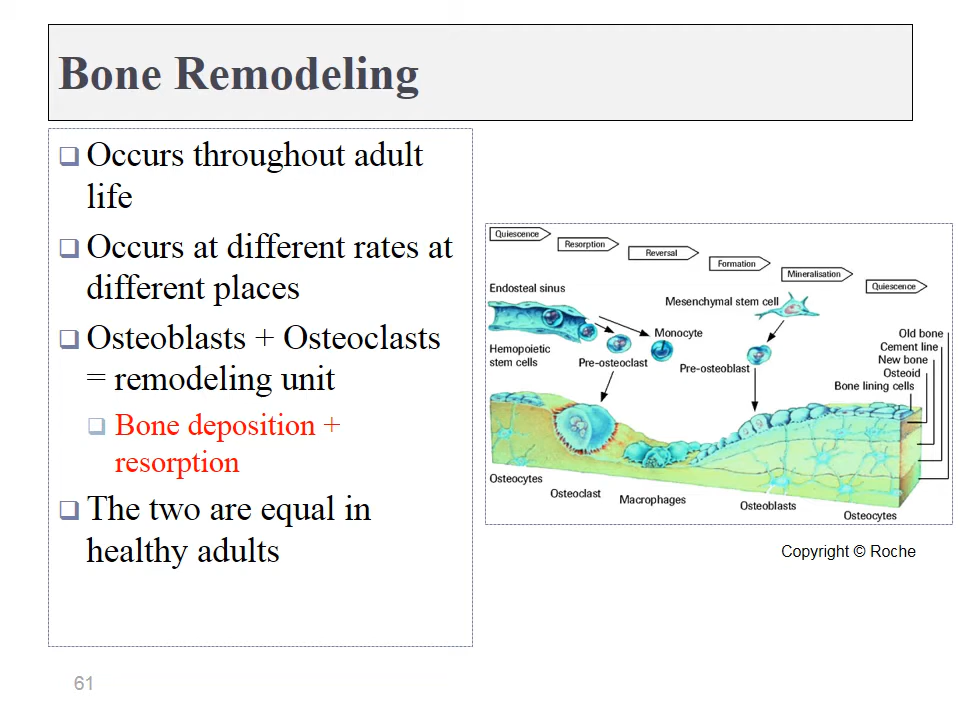 Bone Remodeling
Occurs throughout adult
life
Occurs at different rates at
different places
Osteoblasts + Osteoclasts
= remodeling unit
Bone deposition +
resorption
The two are equal in
healthy adults
Quiescence
Resorption
Reversal
Formation
Mineralisation
Quiescence
Endosteal sinus
Mesenchymal stem cell
Monocyte
Hemopoietic
stem cells
Pre-osteoclast
Pre-osteoblast
Old bone
Cement line
New bone
Osteoid
Bone lining cells
Osteocytes
Osteoclast
Macrophages
Osteoblasts
Osteocytes
Copyright © Roche
61